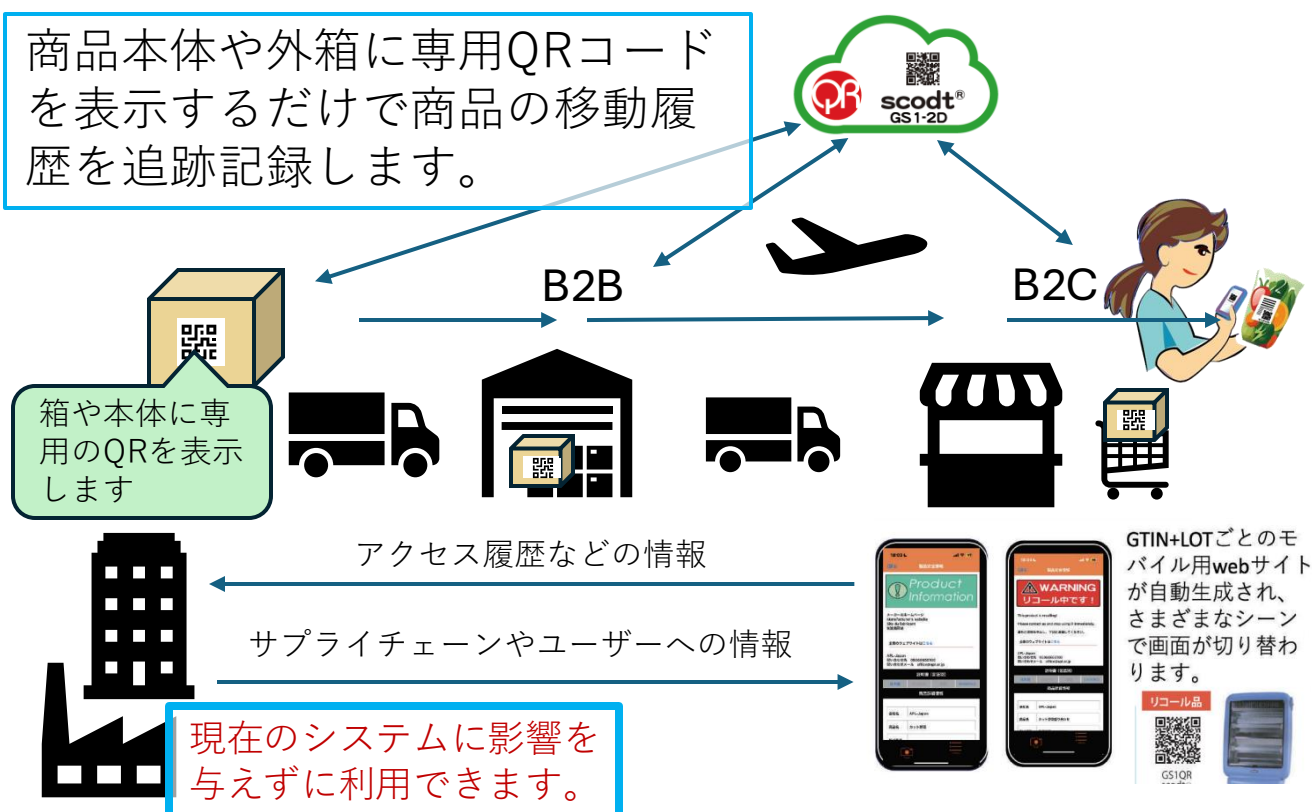 商品本体や外箱に専用QRコード
を表示するだけで商品の移動履
歴を追跡記録します。
QR
scodt®
GS1-2D
B2B
B2C
箱や本体に専
用のQRを表示
します
アクセス履歴などの情報
サプライチェーンやユーザーへの情報
現在のシステムに影響を
与えずに利用できます。
Product
Information
WARNING
リコール中です！
GTIN+LOTごとのモ
バイル用webサイト
が自動生成され、
さまざまなシーン
で画面が切り替わ
ります。
リコール品
GS1QR